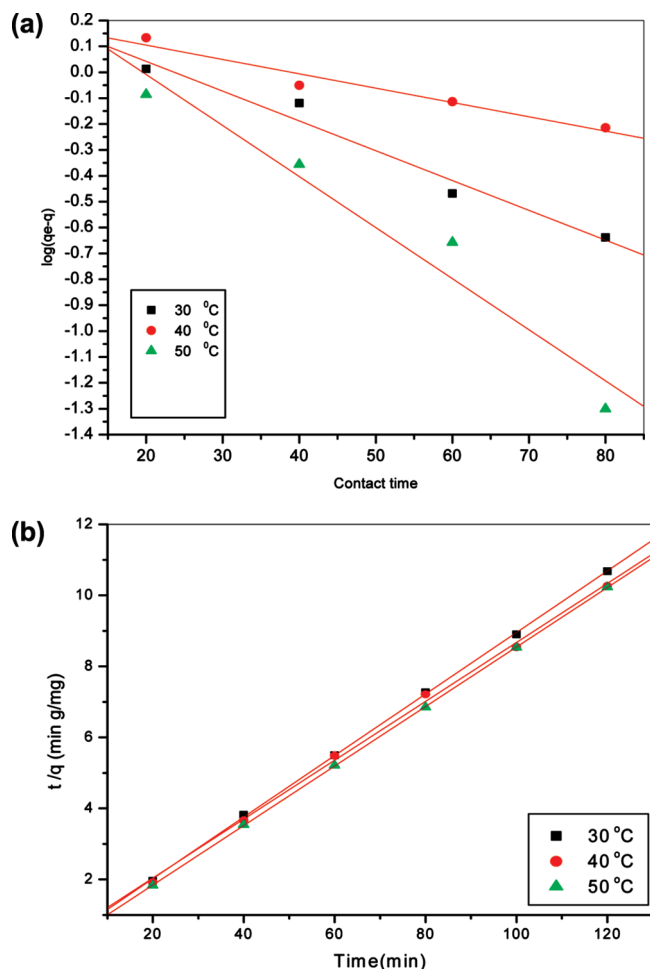 (a)
0.2
0.1
0.0
-0.1
-0.2
-0.3
-0.4
-0.5
-0.6
-0.7
-0.8
-0.9
-1.0
-1.1
-1.2
-1.3
-1.4
log(qe-q)
30 °C
40 °C
50 °C
20 30 40 50 60 70 80
Contact time
(b)
12
10
8
6
4
2
t/q (min g/mg)
30 °C
40 °C
50 °C
20 40 60 80 100 120
Time(min)